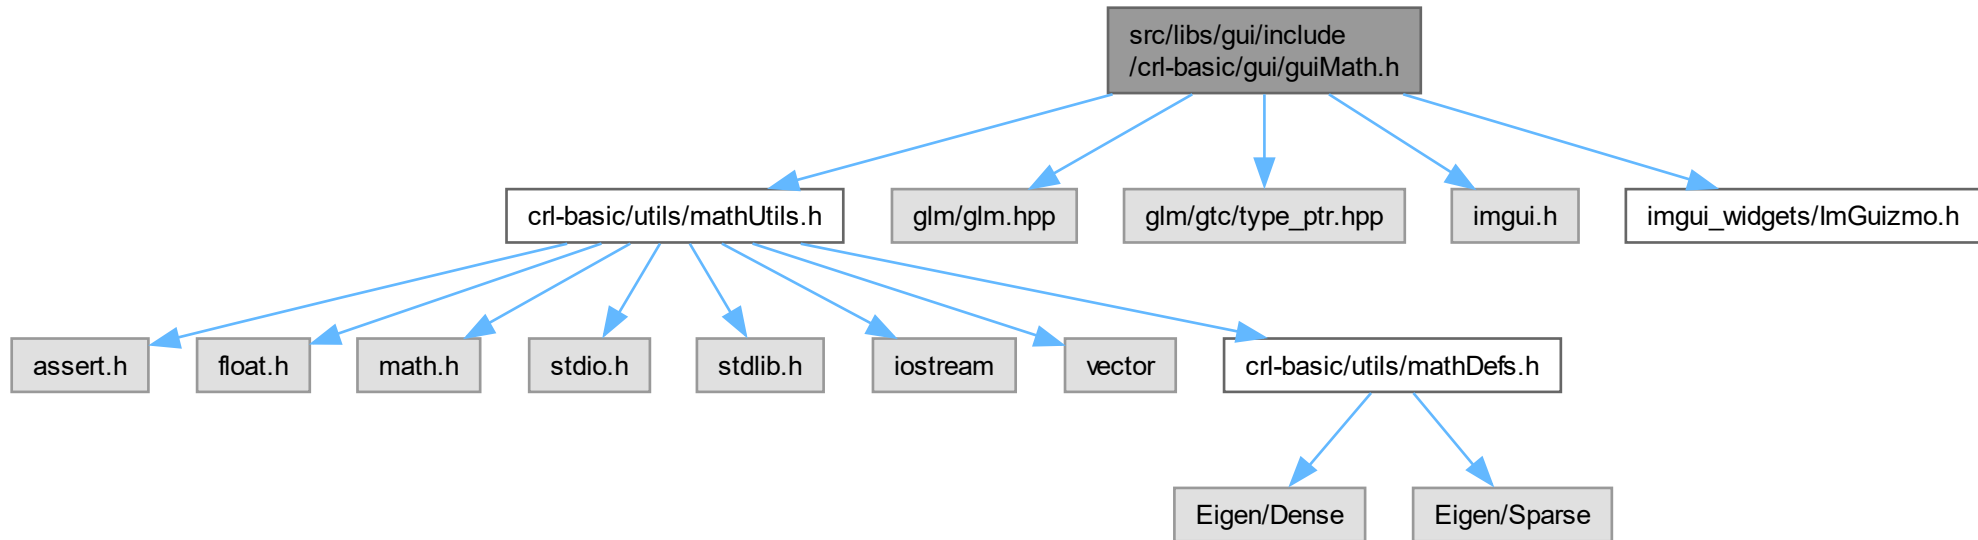 src/libs/gui/include
/crl-basic/gui/guiMath.h
crl-basic/utils/mathUtils.h
glm/glm.hpp
glm/gtc/type_ptr.hpp
imgui.h
imgui_widgets/ImGuizmo.h
assert.h
float.h
math.h
stdio.h
stdlib.h
iostream
vector
crl-basic/utils/mathDefs.h
Eigen/Dense
Eigen/Sparse